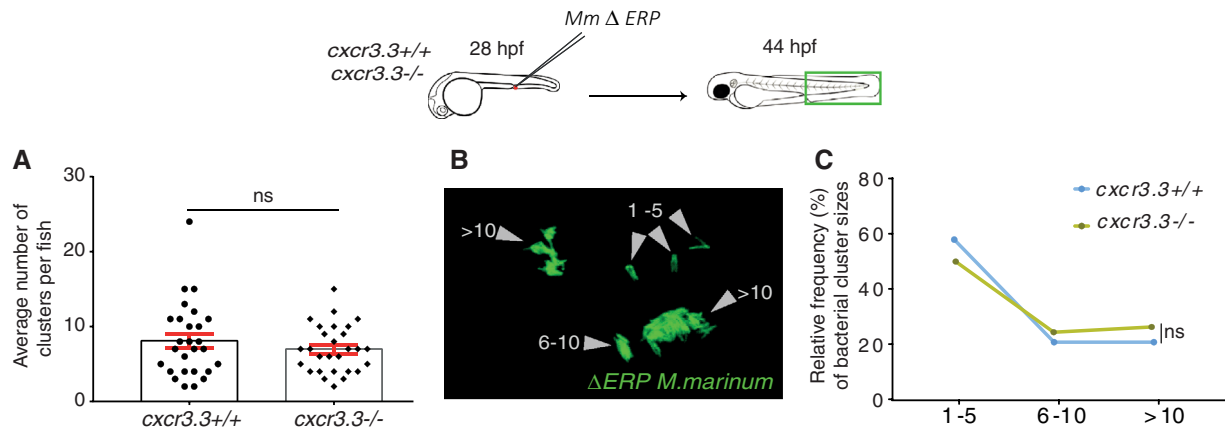 Mm Δ ERP
cxcr3.3+/+
cxcr3.3-/-
28 hpf
44 hpf
A
Average number of
clusters per fish
30
20
10
0
ns
cxcr3.3+/+
cxcr3.3-/-
B
>10
1 -5
>10
6-10
ΔERP M.marinum
C
Relative frequency (%)
of bacterial cluster sizes
80
60
40
20
0
cxcr3.3+/+
cxcr3.3-/-
ns
1-5
6-10
>10